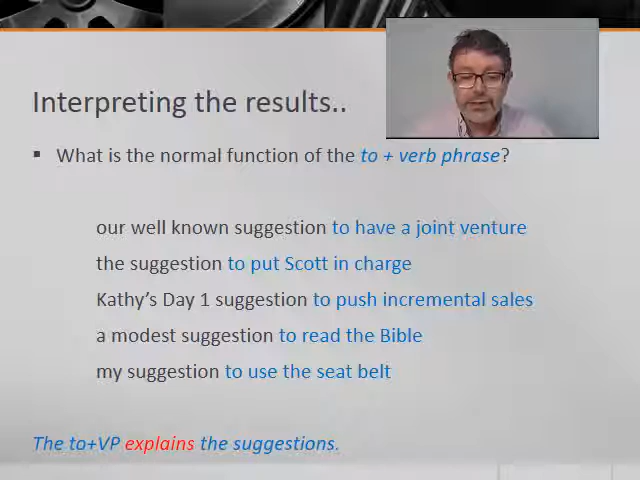 Interpreting the results..
▪ What is the normal function of the to + verb phrase?
our well known suggestion to have a joint venture
the suggestion to put Scott in charge
Kathy's Day 1 suggestion to push incremental sales
a modest suggestion to read the Bible
my suggestion to use the seat belt
The to+VP explains the suggestions.